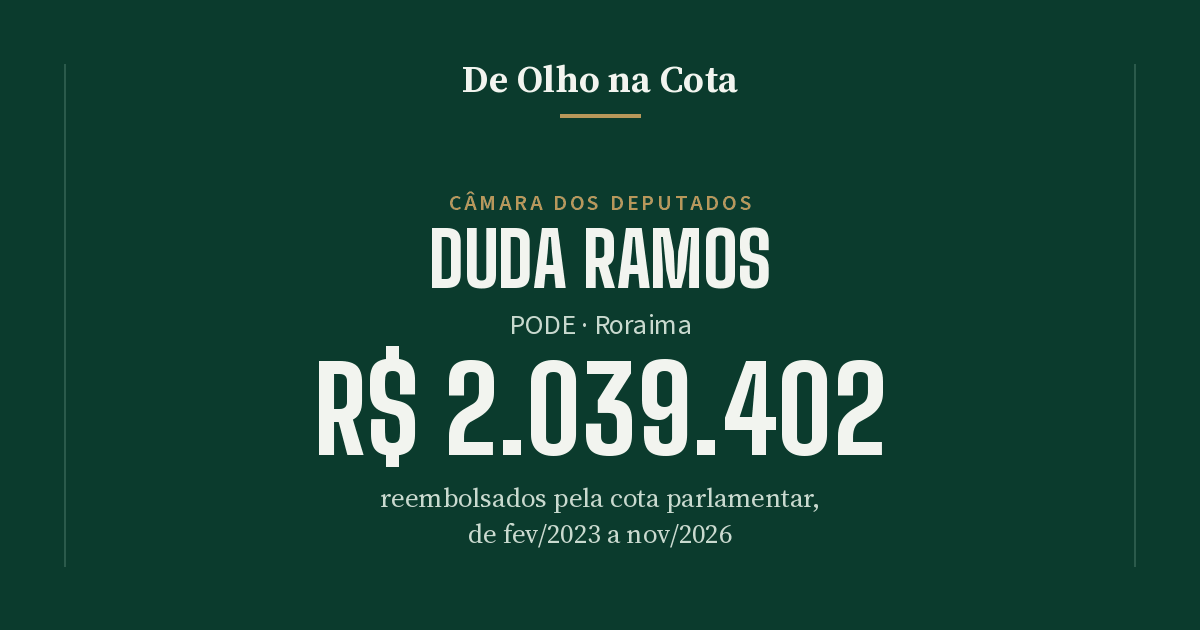 De Olho na Cota
CÂMARA DOS DEPUTADOS
DUDA RAMOS
PODE · Roraima
R$ 2.039.402
reembolsados pela cota parlamentar,
de fev/2023 a nov/2026